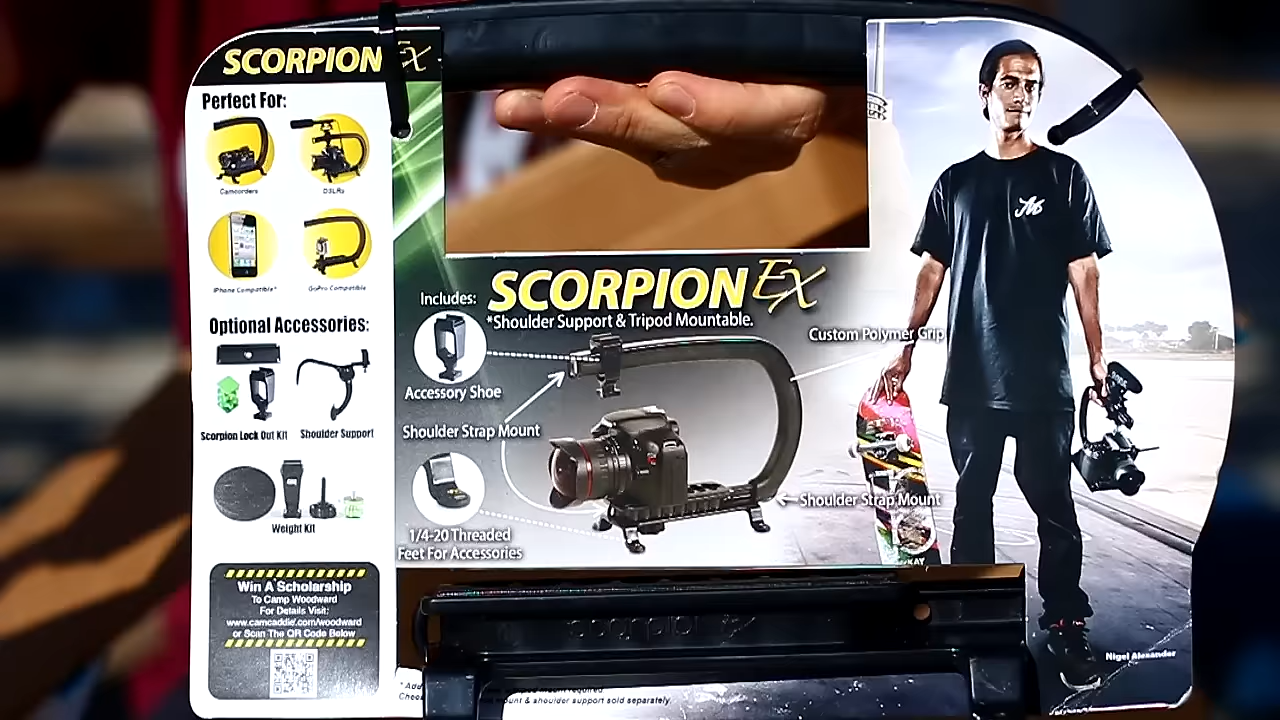 SCORPION EX
Perfect For:
Camcorders
DSLRs
iPhone Compatible*
GoPro Compatible
Optional Accessories:
Scorpion Lock Out Kit
Shoulder Support
Weight Kit
Win A Scholarship
To Camp Woodward
For Details Visit:
www.camcaddie.com/woodward
or Scan The QR Code Below
SCORPION EX
*Shoulder Support & Tripod Mountable.
Includes:
Accessory Shoe
Custom Polymer Grip
Shoulder Strap Mount
Shoulder Strap Mount
1/4-20 Threaded
Feet For Accessories
Nigel Alexander
scorpion
required
mount & shoulder support sold separately